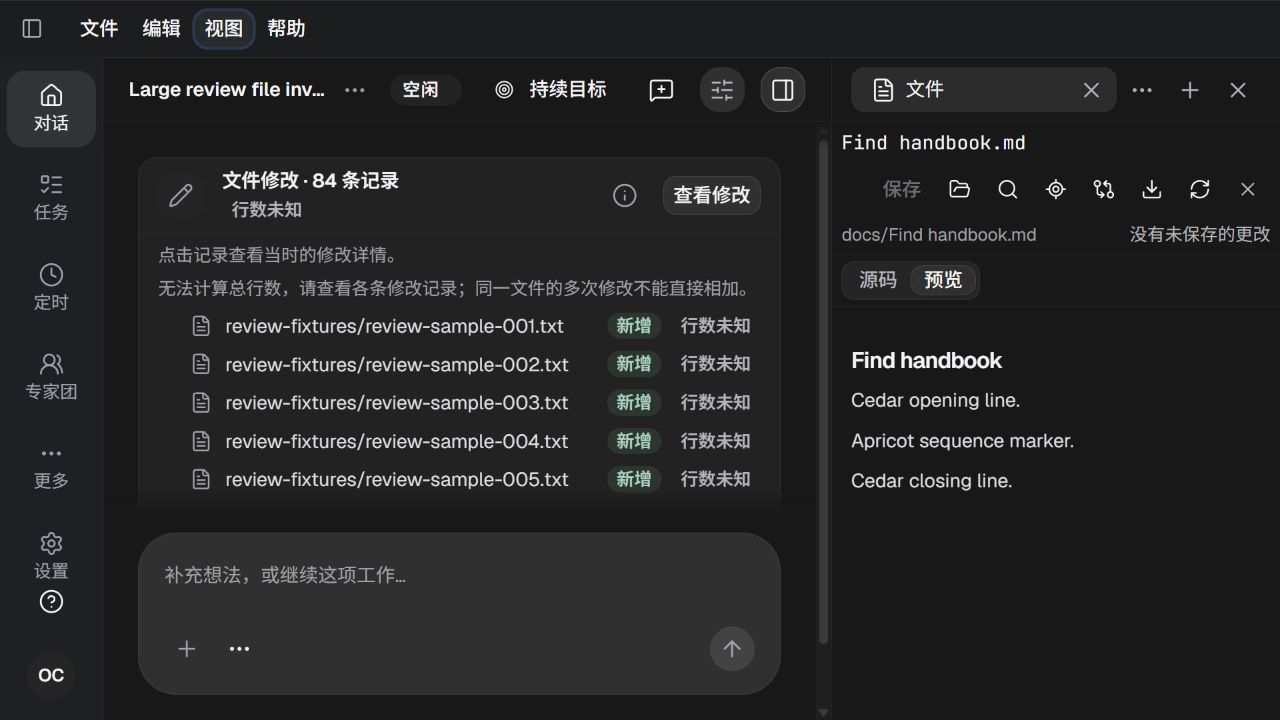 文件 编辑 视图 帮助
对话
任务
定时
专家团
更多
设置
OC
Large review file inv... 空闲 持续目标
文件修改 · 84 条记录
行数未知
查看修改
点击记录查看当时的修改详情。
无法计算总行数，请查看各条修改记录；同一文件的多次修改不能直接相加。
review-fixtures/review-sample-001.txt 新增 行数未知
review-fixtures/review-sample-002.txt 新增 行数未知
review-fixtures/review-sample-003.txt 新增 行数未知
review-fixtures/review-sample-004.txt 新增 行数未知
review-fixtures/review-sample-005.txt 新增 行数未知
补充想法，或继续这项工作...
文件
Find handbook.md
保存
docs/Find handbook.md 没有未保存的更改
源码 预览
Find handbook
Cedar opening line.
Apricot sequence marker.
Cedar closing line.